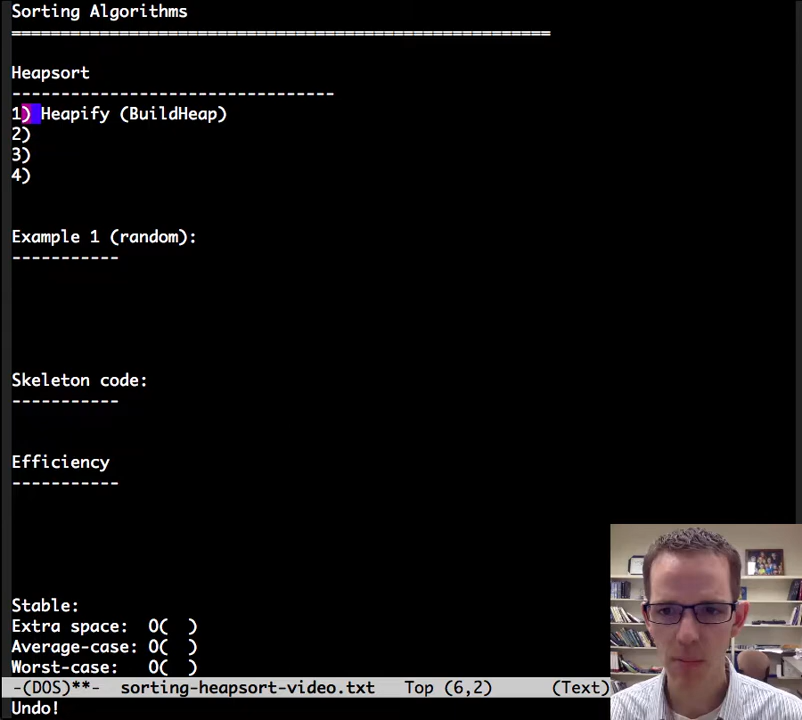 Sorting Algorithms
=======================================================
Heapsort
---------------------------------
1) Heapify (BuildHeap)
2)
3)
4)
Example 1 (random):
-----------
Skeleton code:
-----------
Efficiency
-----------
Stable:
Extra space:  O(  )
Average-case: O(  )
Worst-case:   O(  )
-(DOS)**-  sorting-heapsort-video.txt   Top (6,2)      (Text)
Undo!